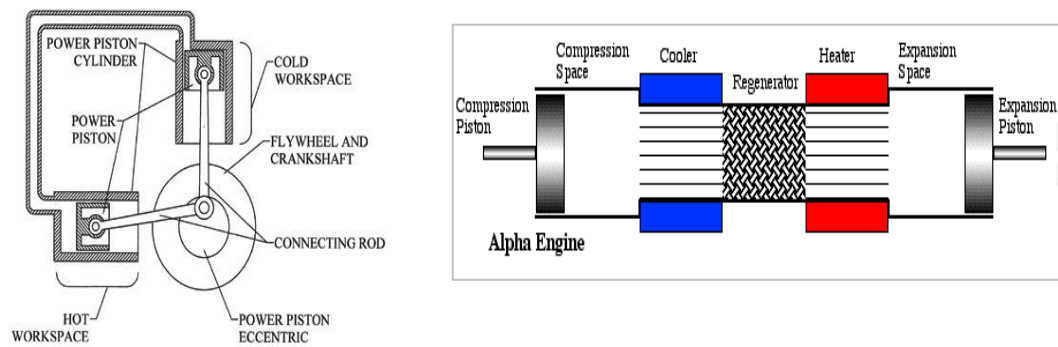 POWER PISTON
CYLINDER
COLD
WORKSPACE
POWER
PISTON
FLYWHEEL AND
CRANKSHAFT
CONNECTING ROD
HOT
WORKSPACE
POWER PISTON
ECCENTRIC
Compression
Space
Cooler
Heater
Expansion
Space
Regenerator
Compression
Piston
Expansion
Piston
Alpha Engine